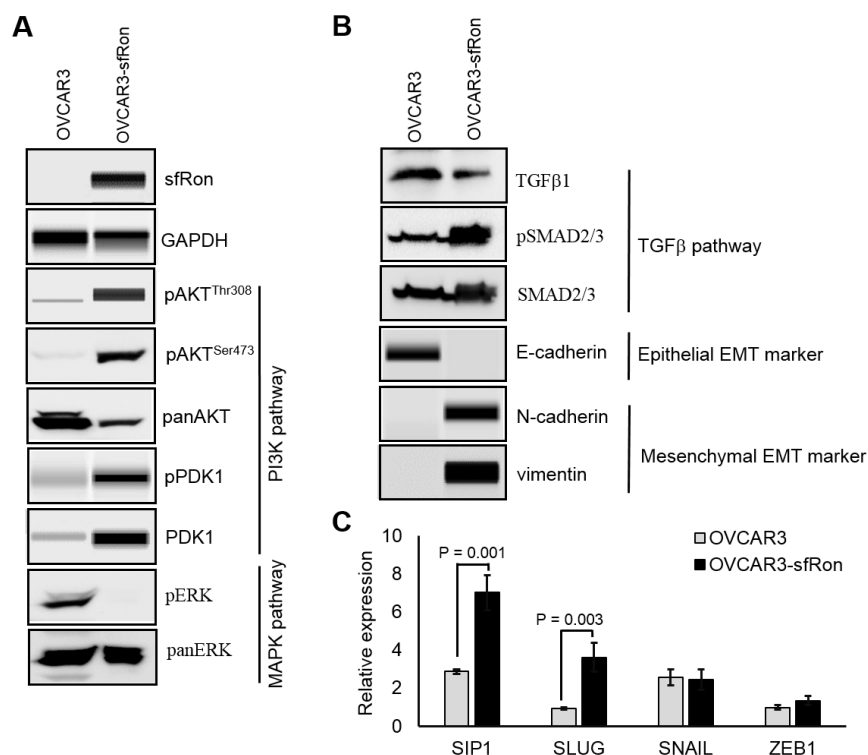 A
OVCAR3
OVCAR3-sfRon
sfRon
GAPDH
pAKTThr308
pAKTSer473
panAKT
pPDK1
PDK1
PI3K pathway
pERK
panERK
MAPK pathway
B
OVCAR3
OVCAR3-sfRon
TGFβ1
pSMAD2/3
SMAD2/3
TGFβ pathway
E-cadherin
Epithelial EMT marker
N-cadherin
vimentin
Mesenchymal EMT marker
C
Relative expression
10
8
6
4
2
0
OVCAR3
OVCAR3-sfRon
P = 0.001
P = 0.003
SIP1 SLUG SNAIL ZEB1